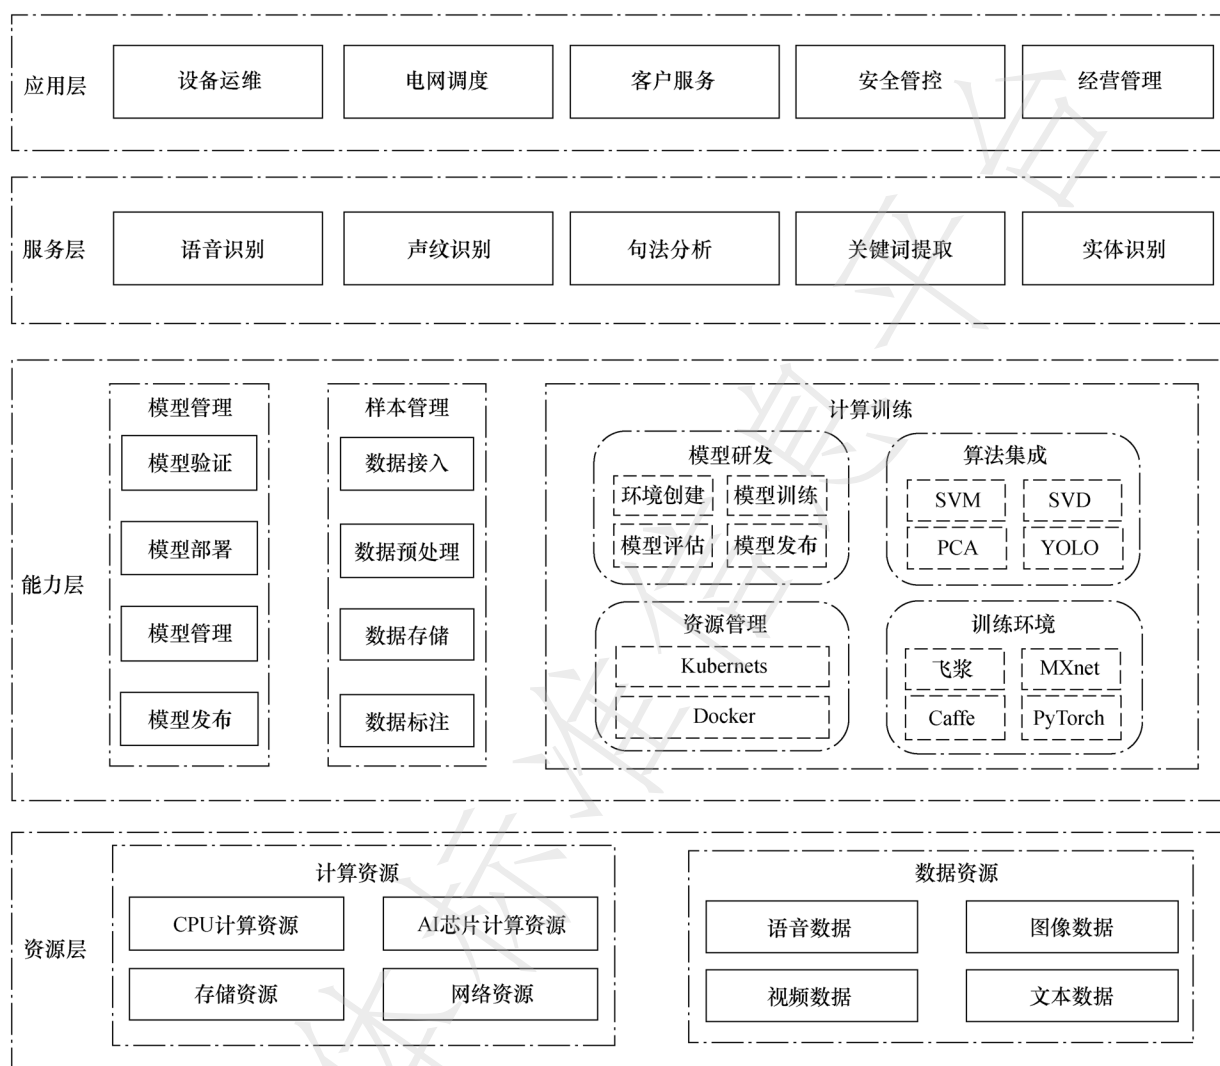 应用层
设备运维
电网调度
客户服务
安全管控
经营管理
服务层
语音识别
声纹识别
句法分析
关键词提取
实体识别
能力层
模型管理
模型验证
模型部署
模型管理
模型发布
样本管理
数据接入
数据预处理
数据存储
数据标注
计算训练
模型研发
环境创建
模型训练
模型评估
模型发布
算法集成
SVM
SVD
PCA
YOLO
资源管理
Kubernets
Docker
训练环境
飞浆
MXnet
Caffe
PyTorch
资源层
计算资源
CPU计算资源
AI芯片计算资源
存储资源
网络资源
数据资源
语音数据
图像数据
视频数据
文本数据
体标准信息平台